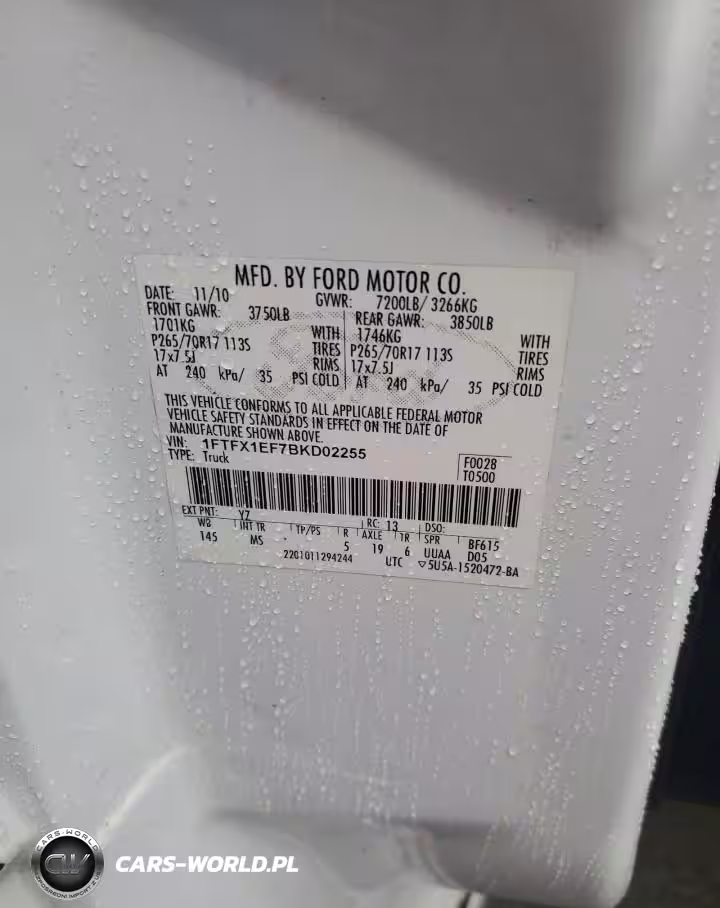 MFD. BY FORD MOTOR CO.
DATE: 11/10 GVWR: 7200LB/ 3266KG
FRONT GAWR: 3750LB REAR GAWR: 3850LB
1701KG WITH 1746KG WITH
P265/70R17 113S TIRES P265/70R17 113S TIRES
17x7.5J RIMS 17x7.5J RIMS
AT 240 kPa/ 35 PSI COLD AT 240 kPa/ 35 PSI COLD
THIS VEHICLE CONFORMS TO ALL APPLICABLE FEDERAL MOTOR
VEHICLE SAFETY STANDARDS IN EFFECT ON THE DATE OF
MANUFACTURE SHOWN ABOVE.
VIN: 1FTFX1EF7BKD02255
TYPE: Truck
F0028
T0500
EXT PNT: YZ RC: 13 DSO:
WB INT TR TP/PS R AXLE TR SPR BF615
145 MS - 5 19 6 UUAA D05
2201011294244 UTC ▽5U5A-1520472-BA
CARS-WORLD
CW
CARS-WORLD.PL